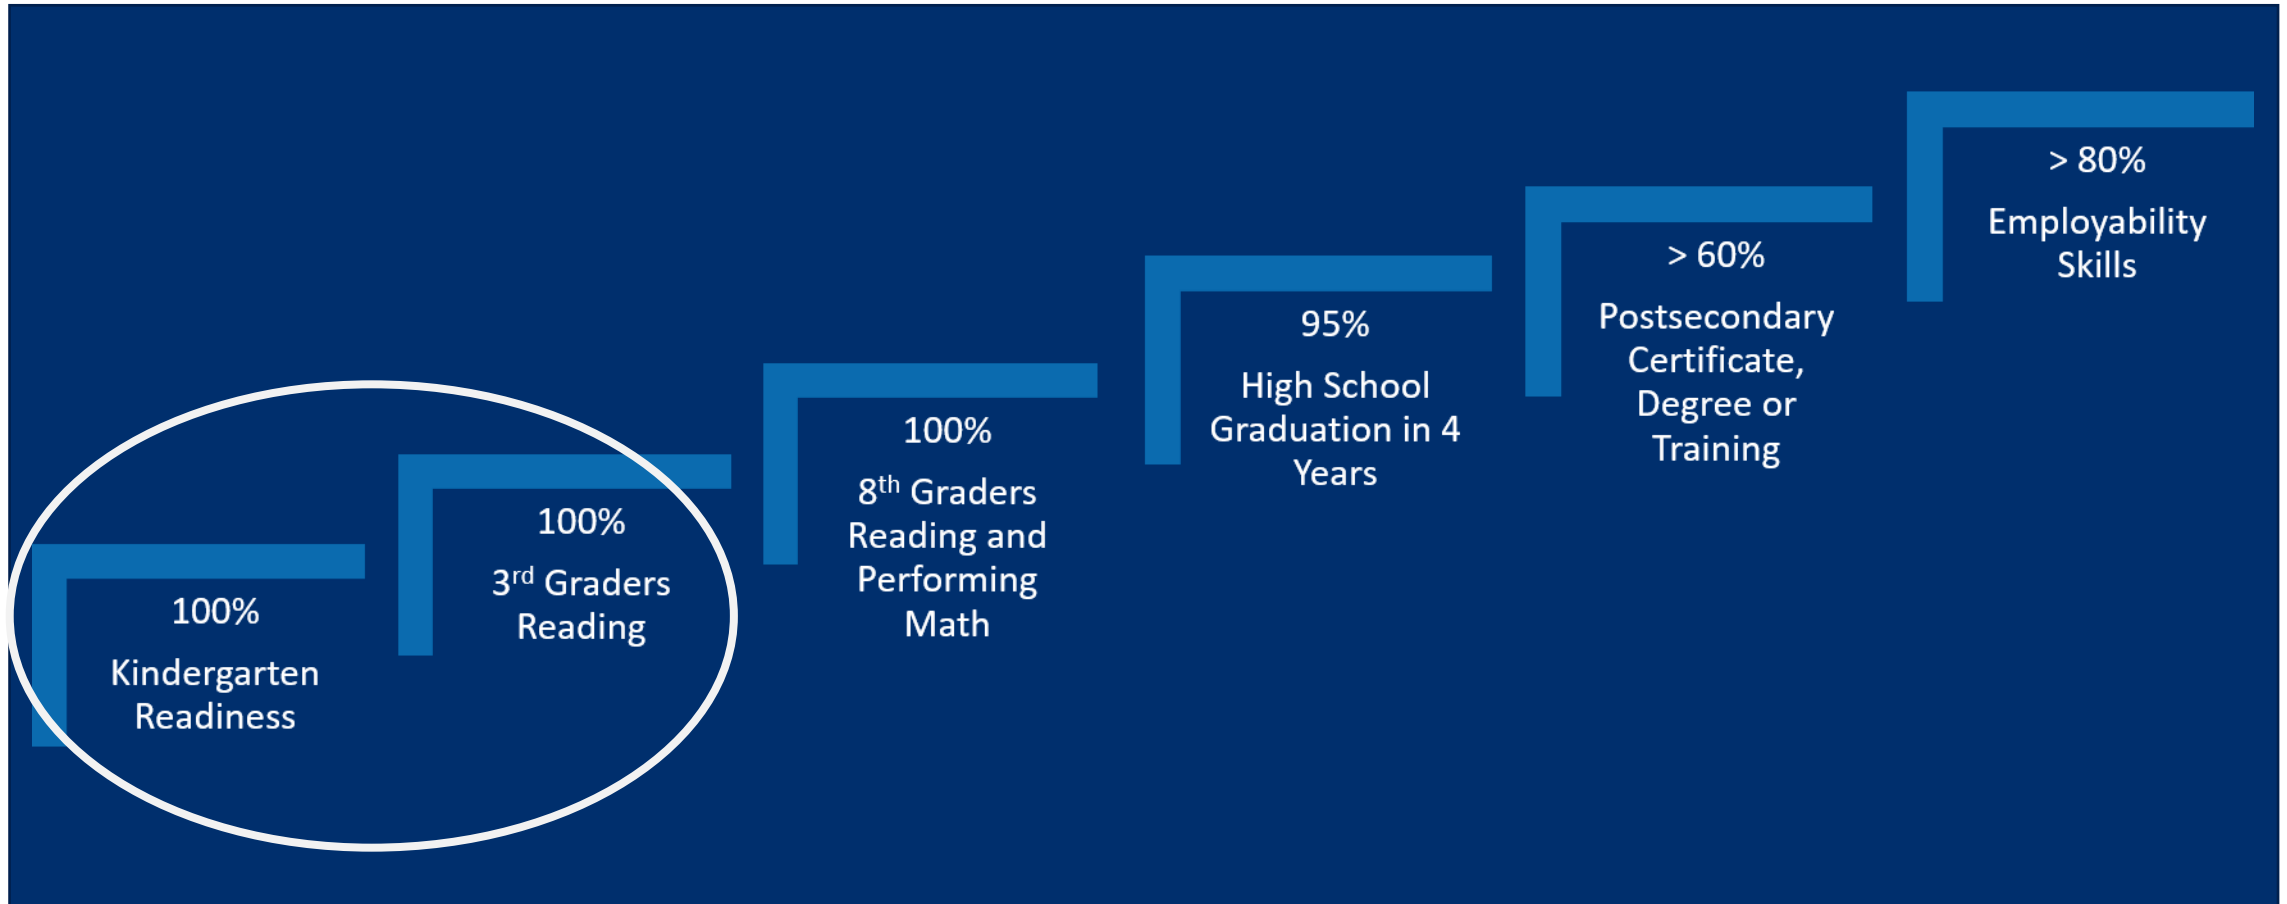 100%
Kindergarten
Readiness
100%
3rd Graders
Reading
100%
8th Graders
Reading and
Performing
Math
95%
High School
Graduation in 4
Years
> 60%
Postsecondary
Certificate,
Degree or
Training
> 80%
Employability
Skills